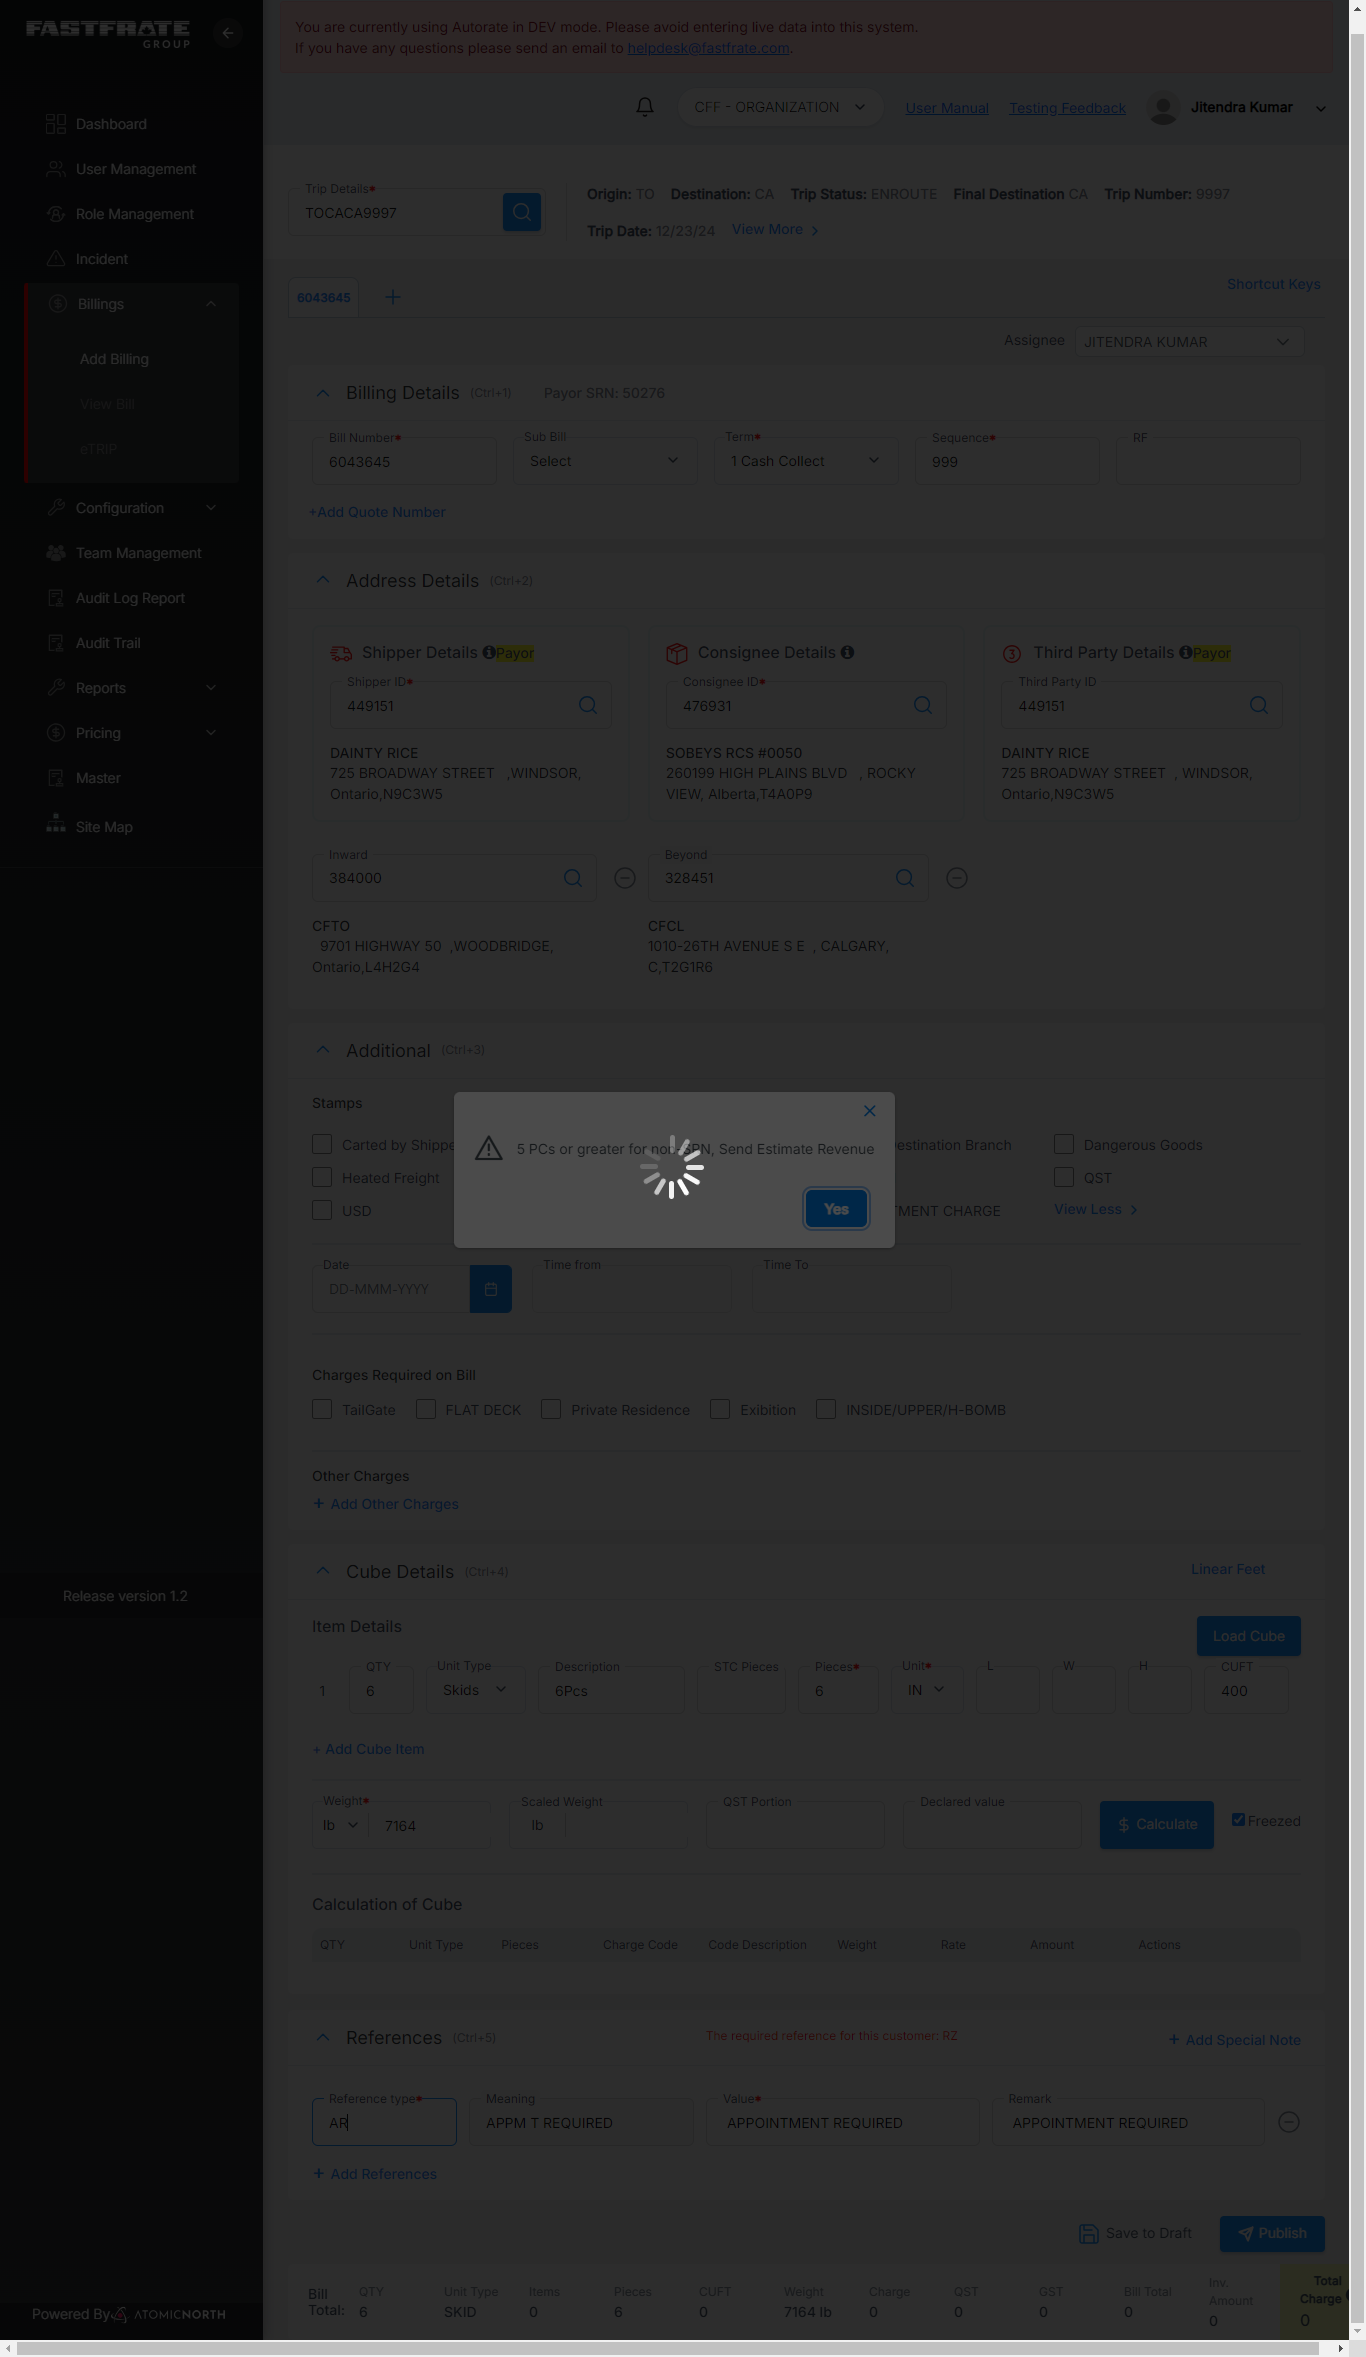 FASTFRATE
GROUP
You are currently using Autorate in DEV mode. Please avoid entering live data into this system.
If you have any questions please send an email to helpdesk@fastfrate.com.
CFF - ORGANIZATION
User Manual
Testing Feedback
Jitendra Kumar
Dashboard
User Management
Role Management
Incident
Billings
Add Billing
View Bill
eTRIP
Configuration
Team Management
Audit Log Report
Audit Trail
Reports
Pricing
Master
Site Map
Release version 1.2
Powered By ATOMICNORTH
Trip Details*
TOCACA9997
Origin: TO Destination: CA Trip Status: ENROUTE Final Destination CA Trip Number: 9997
Trip Date: 12/23/24 View More >
6043645 +
Shortcut Keys
Assignee JITENDRA KUMAR
Billing Details (Ctrl+1) Payor SRN: 50276
Bill Number* Sub Bill Term* Sequence* RF
6043645 Select 1 Cash Collect 999
+Add Quote Number
Address Details (Ctrl+2)
Shipper Details Payor
Shipper ID*
449151
DAINTY RICE
725 BROADWAY STREET ,WINDSOR,
Ontario,N9C3W5
Consignee Details
Consignee ID*
476931
SOBEYS RCS #0050
260199 HIGH PLAINS BLVD , ROCKY
VIEW, Alberta,T4A0P9
3 Third Party Details Payor
Third Party ID
449151
DAINTY RICE
725 BROADWAY STREET , WINDSOR,
Ontario,N9C3W5
Inward
384000
CFTO
9701 HIGHWAY 50 ,WOODBRIDGE,
Ontario,L4H2G4
Beyond
328451
CFCL
1010-26TH AVENUE S E , CALGARY,
C,T2G1R6
Additional (Ctrl+3)
Stamps
Carted by Shippe
estination Branch
Dangerous Goods
Heated Freight
QST
USD
MENT CHARGE
View Less >
5 PCs or greater for non SPN, Send Estimate Revenue
Yes
Date Time from Time To
DD-MMM-YYYY
Charges Required on Bill
TailGate FLAT DECK Private Residence Exibition INSIDE/UPPER/H-BOMB
Other Charges
+ Add Other Charges
Cube Details (Ctrl+4) Linear Feet
Item Details
Load Cube
QTY Unit Type Description STC Pieces Pieces* Unit* L W H CUFT
1 6 Skids 6Pcs 6 IN 400
+ Add Cube Item
Weight* Scaled Weight QST Portion Declared value
lb 7164 lb $ Calculate Freezed
Calculation of Cube
QTY Unit Type Pieces Charge Code Code Description Weight Rate Amount Actions
References (Ctrl+5) The required reference for this customer: RZ + Add Special Note
Reference type* Meaning Value* Remark
AR APPM T REQUIRED APPOINTMENT REQUIRED APPOINTMENT REQUIRED
+ Add References
Save to Draft Publish
Bill Total: QTY Unit Type Items Pieces CUFT Weight Charge QST GST Bill Total Inv. Amount Total Charge
6 SKID 0 6 0 7164 lb 0 0 0 0 0 0